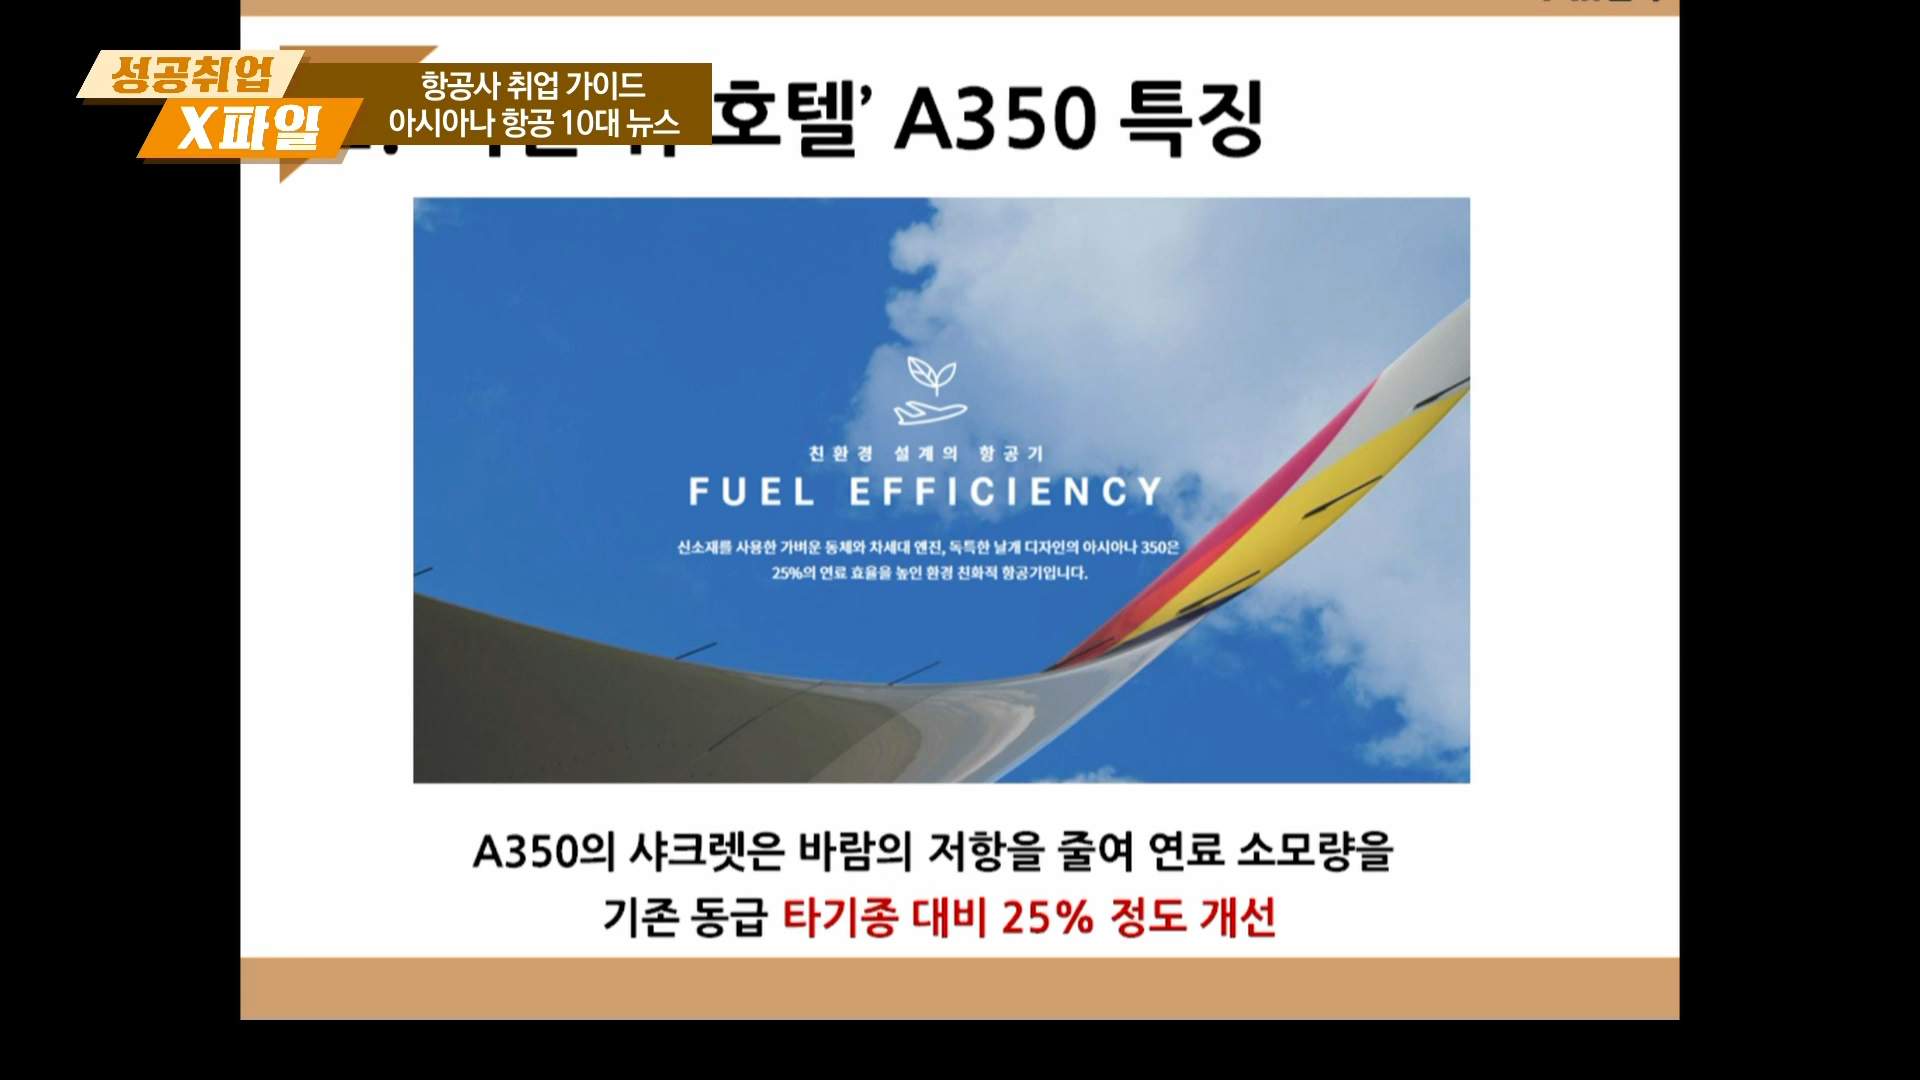 성공취업
X파일
항공사 취업 가이드
아시아나 항공 10대 뉴스
호텔’ A350 특징
친환경 설계의 항공기
FUEL EFFICIENCY
신소재를 사용한 가벼운 동체와 차세대 엔진, 독특한 날개 디자인의 아시아나 350은
25%의 연료 효율을 높인 환경 친화적 항공기입니다.
A350의 샤크렛은 바람의 저항을 줄여 연료 소모량을
기존 동급 타기종 대비 25% 정도 개선